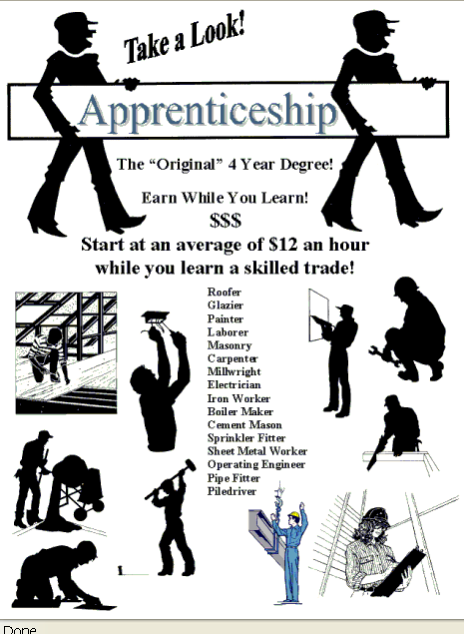 Take a Look!
Apprenticeship
The “Original” 4 Year Degree!
Earn While You Learn!
$$$
Start at an average of $12 an hour
while you learn a skilled trade!
Roofer
Glazier
Painter
Laborer
Masonry
Carpenter
Millwright
Electrician
Iron Worker
Boiler Maker
Cement Mason
Sprinkler Fitter
Sheet Metal Worker
Operating Engineer
Pipe Fitter
Piledriver
Done